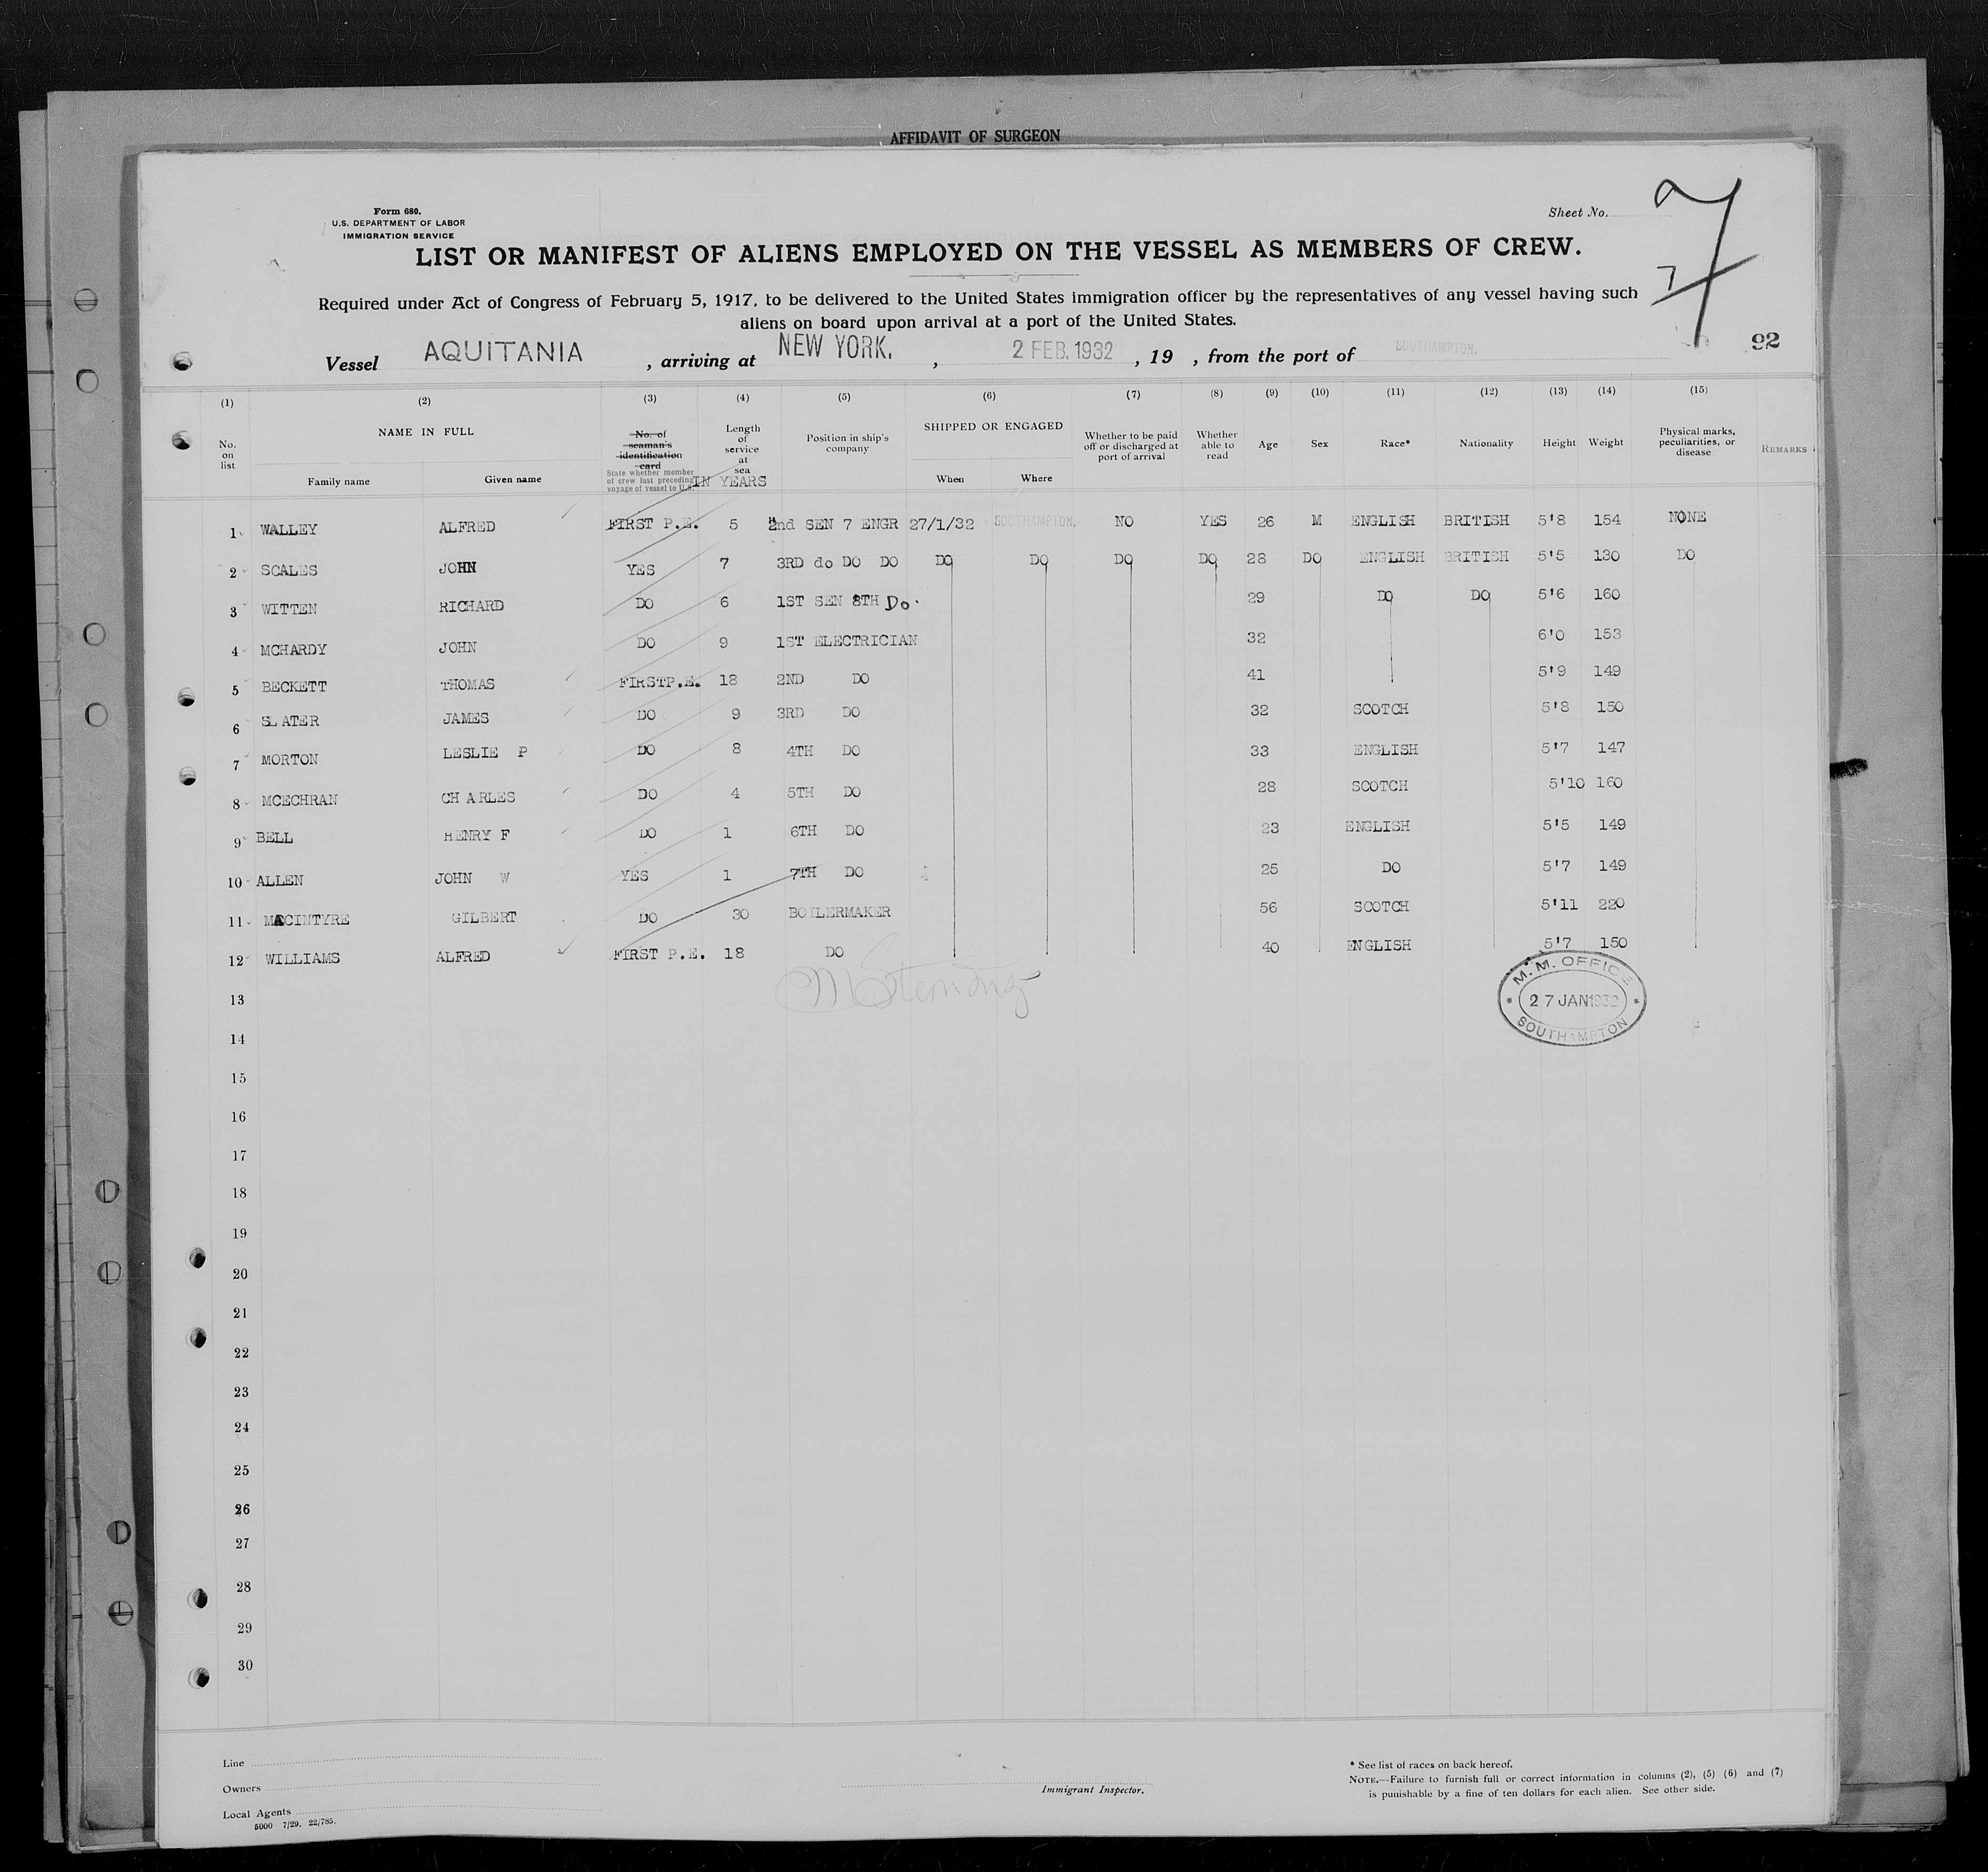 AFFIDAVIT OF SURGEON
Form 680.
U.S. DEPARTMENT OF LABOR
IMMIGRATION SERVICE
Sheet No. 7
7
LIST OR MANIFEST OF ALIENS EMPLOYED ON THE VESSEL AS MEMBERS OF CREW.
Required under Act of Congress of February 5, 1917, to be delivered to the United States immigration officer by the representatives of any vessel having such
aliens on board upon arrival at a port of the United States.
Vessel AQUITANIA , arriving at NEW YORK. , 2 FEB. 1932 , 19 , from the port of SOUTHAMPTON. 92
(1) (2) (3) (4) (5) (6) (7) (8) (9) (10) (11) (12) (13) (14) (15)
No. on list NAME IN FULL Family name Given name No. of seaman's identification card State whether member of crew last preceding voyage of vessel to U.S. Length of service at sea IN YEARS Position in ship's company SHIPPED OR ENGAGED When Where Whether to be paid off or discharged at port of arrival Whether able to read Age Sex Race* Nationality Height Weight Physical marks, peculiarities, or disease REMARKS
1 WALLEY ALFRED FIRST P.E. 5 2nd SEN 7 ENGR 27/1/32 SOUTHAMPTON. NO YES 26 M ENGLISH BRITISH 5'8 154 NONE
2 SCALES JOHN YES 7 3RD do DO DO DO DO DO DO 28 DO ENGLISH BRITISH 5'5 130 DO
3 WITTEN RICHARD DO 6 1ST SEN 8TH Do. 29 DO DO 5'6 160
4 MCHARDY JOHN DO 9 1ST ELECTRICIAN 32 6'0 153
5 BECKETT THOMAS FIRSTP.E. 18 2ND DO 41 5'9 149
6 SLATER JAMES DO 9 3RD DO 32 SCOTCH 5'8 150
7 MORTON LESLIE P DO 8 4TH DO 33 ENGLISH 5'7 147
8 MCECHRAN CHARLES DO 4 5TH DO 28 SCOTCH 5'10 160
9 BELL HENRY F DO 1 6TH DO 23 ENGLISH 5'5 149
10 ALLEN JOHN W YES 1 7TH DO 25 DO 5'7 149
11 MACINTYRE GILBERT DO 30 BOILERMAKER 56 SCOTCH 5'11 220
12 WILLIAMS ALFRED FIRST P.E. 18 DO 40 ENGLISH 5'7 150
M. M. OFFICE
27 JAN 1932
SOUTHAMPTON
13
14
15
16
17
18
19
20
21
22
23
24
25
26
27
28
29
30
Line
Owners
Local Agents
5000 7/29. 22/785.
Immigrant Inspector.
* See list of races on back hereof.
NOTE.—Failure to furnish full or correct information in columns (2), (5) (6) and (7)
is punishable by a fine of ten dollars for each alien. See other side.